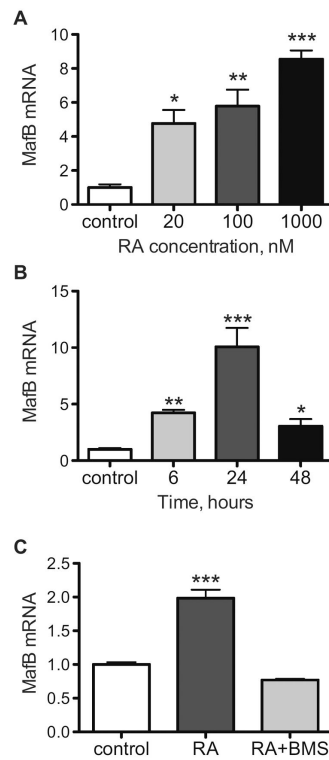 A
MafB mRNA
10
8
6
4
2
0
*
**
***
control 20 100 1000
RA concentration, nM
B
MafB mRNA
15
10
5
0
**
***
*
control 6 24 48
Time, hours
C
MafB mRNA
2.5
2.0
1.5
1.0
0.5
0.0
***
control RA RA+BMS